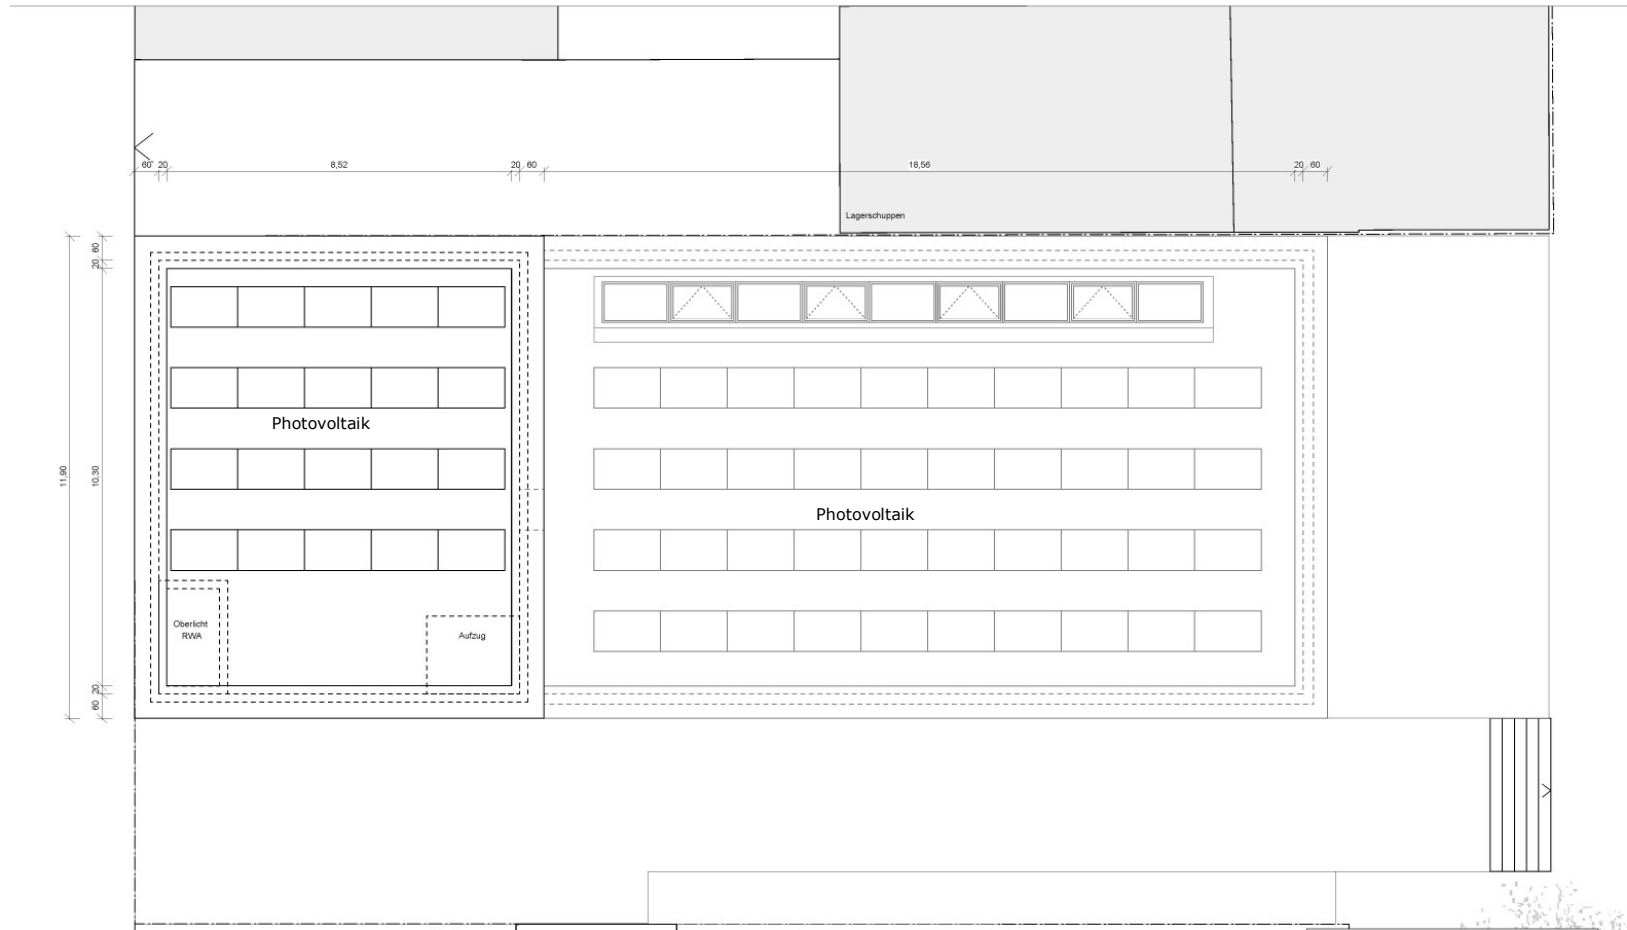 60 20 8,52 20 60 18,56 20 60
Lagerschuppen
60
20
11,90
10,30
20
60
Photovoltaik
Photovoltaik
Oberlicht
RWA
Aufzug